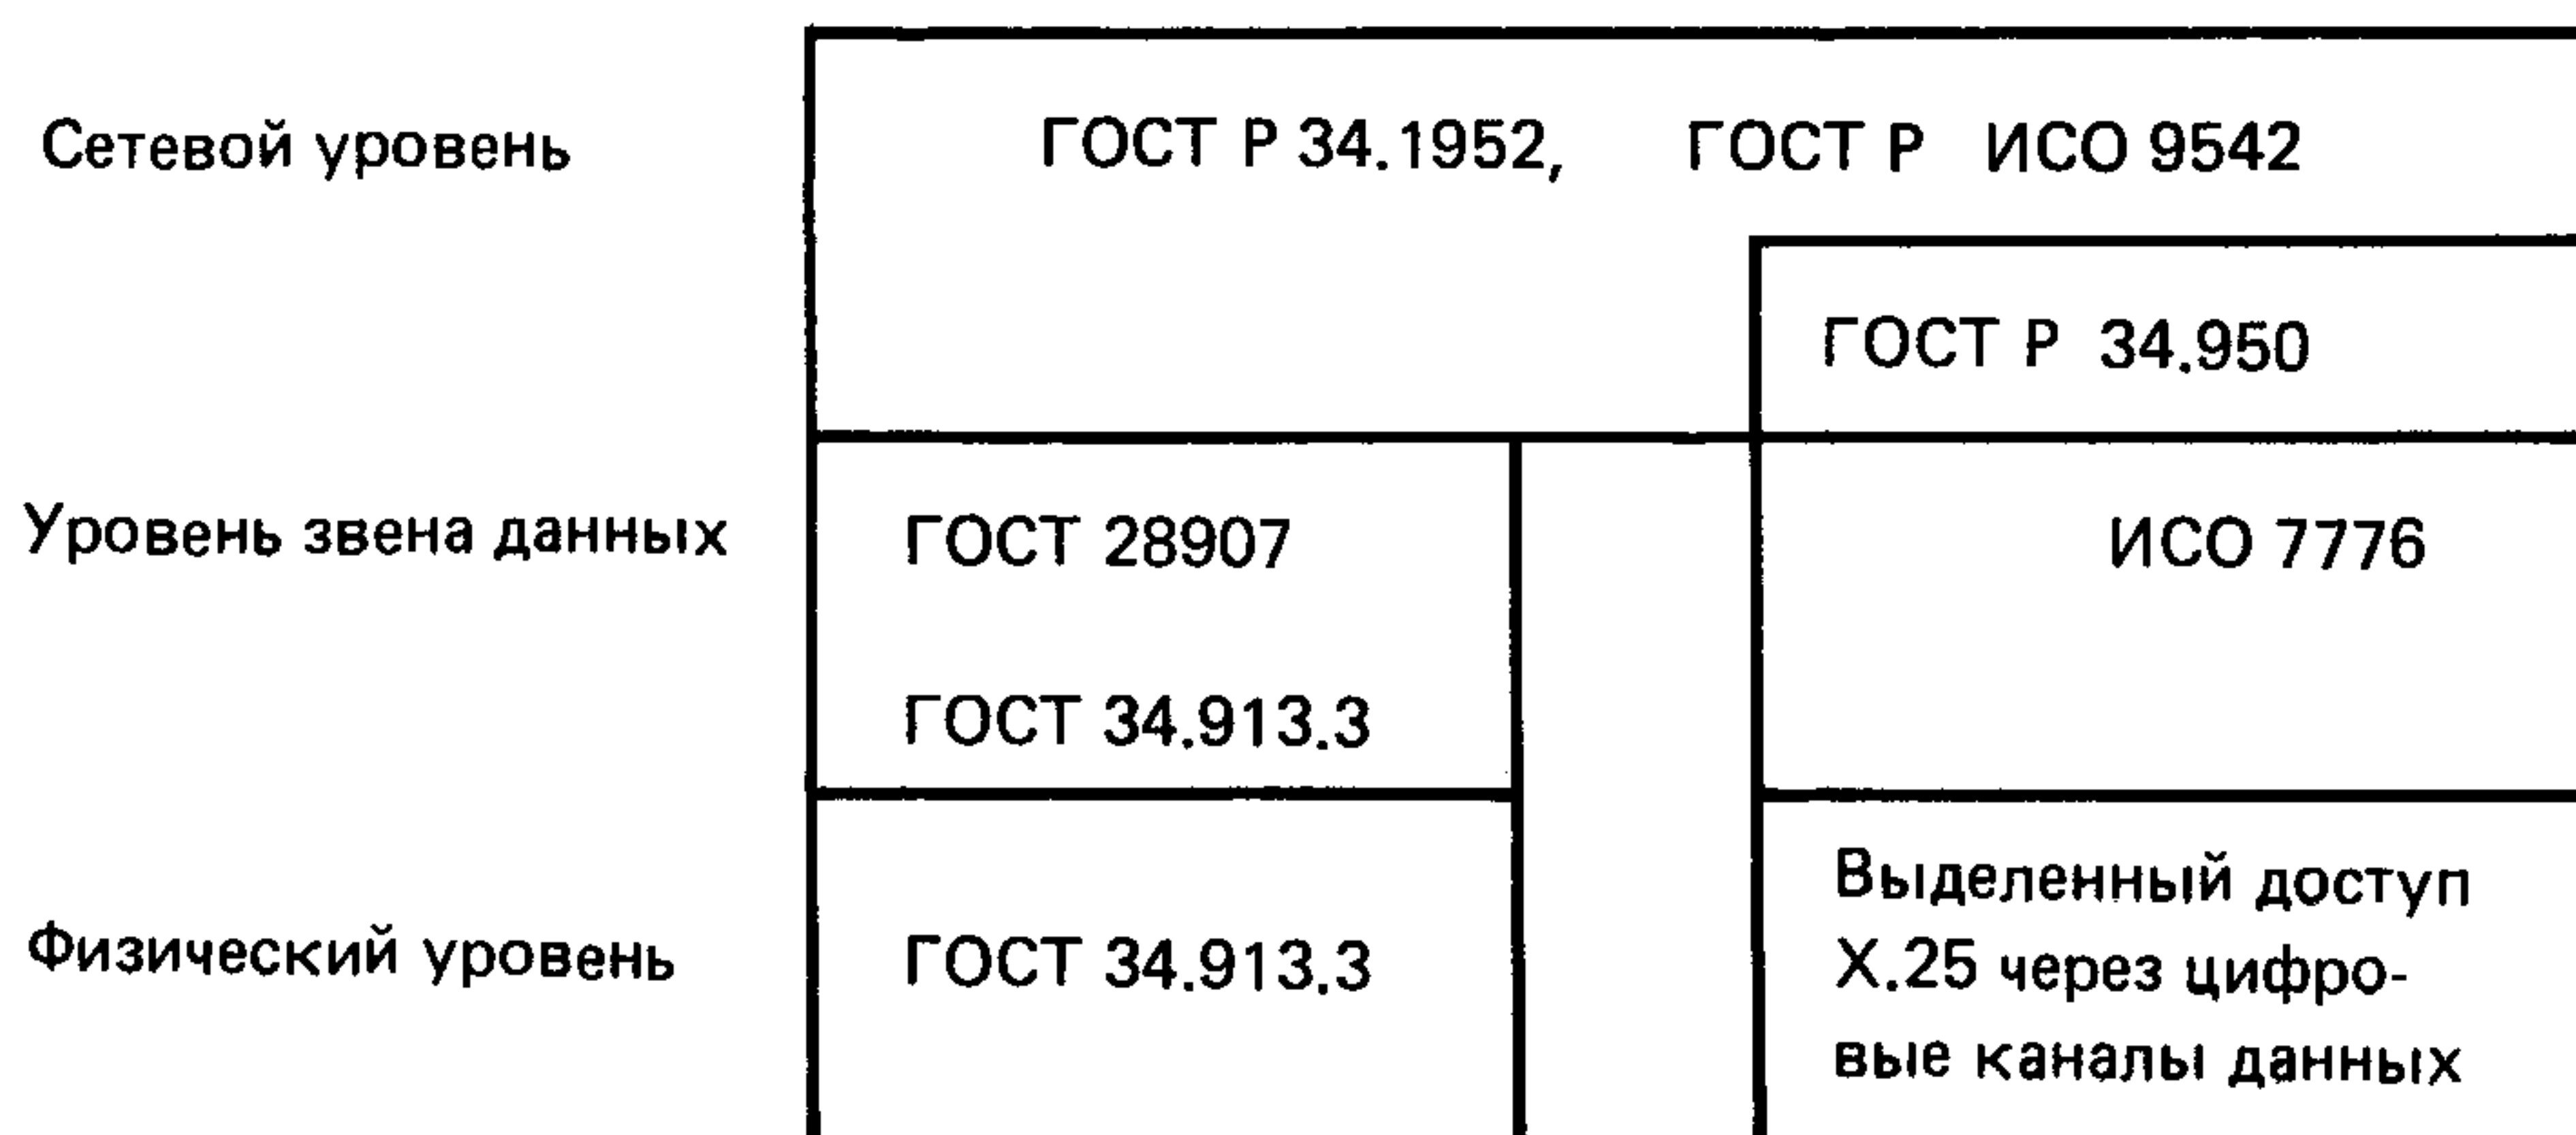 Сетевой уровень
ГОСТ Р 34.1952, ГОСТ Р ИСО 9542
ГОСТ Р 34.950
Уровень звена данных
ГОСТ 28907
ИСО 7776
ГОСТ 34.913.3
Физический уровень
ГОСТ 34.913.3
Выделенный доступ
X.25 через цифро-
вые каналы данных